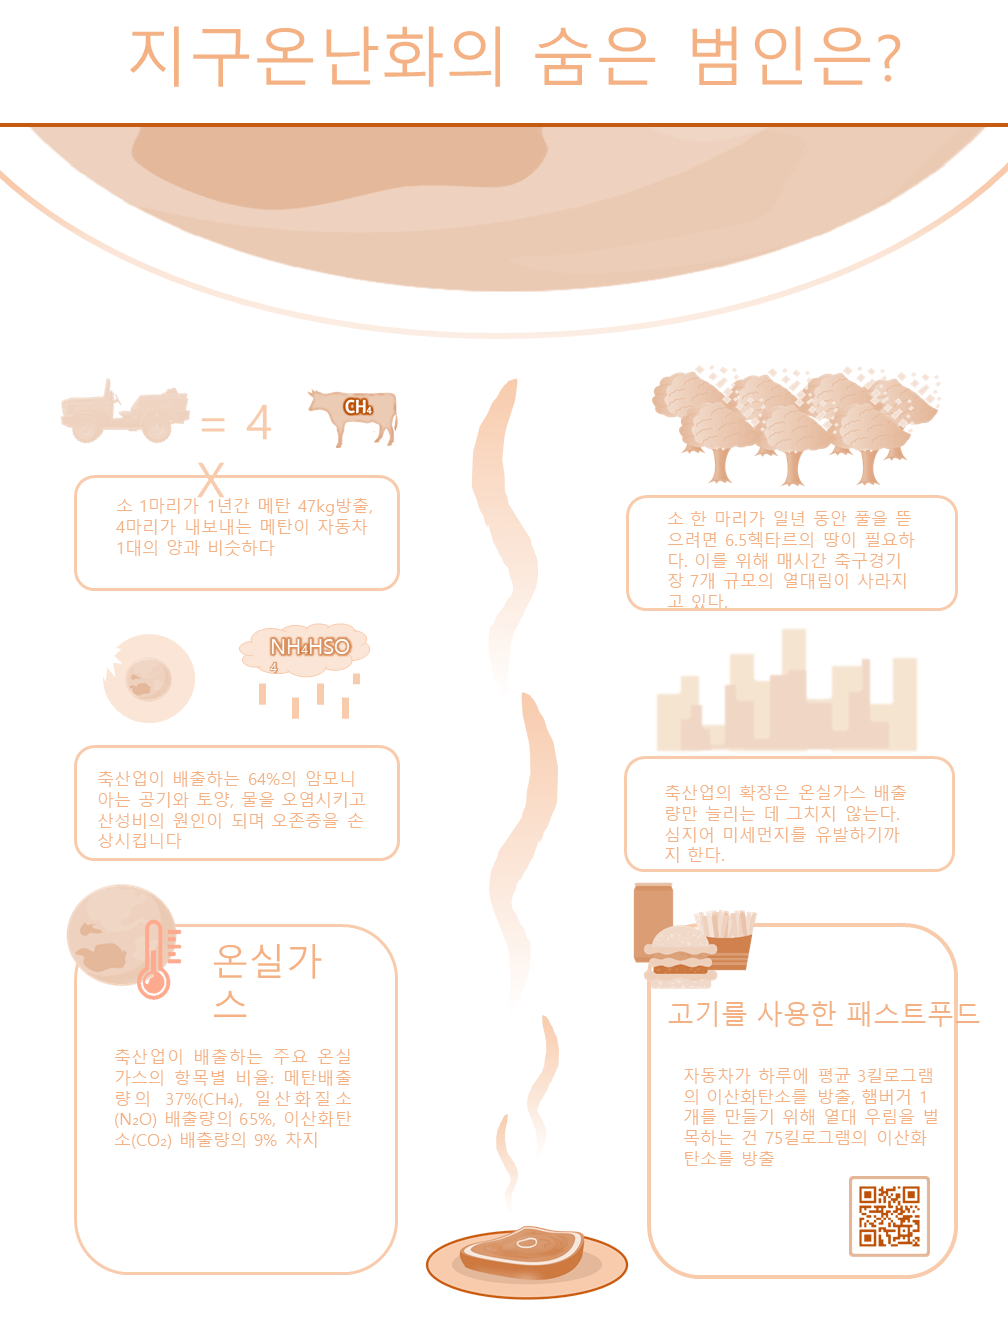 지구온난화의 숨은 범인은?
= 4
X
CH₄
소 1마리가 1년간 메탄 47kg방출,
4마리가 내보내는 메탄이 자동차
1대의 양과 비슷하다
소 한 마리가 일년 동안 풀을 뜯
으려면 6.5헥타르의 땅이 필요하
다. 이를 위해 매시간 축구경기
장 7개 규모의 열대림이 사라지
고 있다.
NH₄HSO
4
축산업이 배출하는 64%의 암모니
아는 공기와 토양, 물을 오염시키고
산성비의 원인이 되며 오존층을 손
상시킵니다
축산업의 확장은 온실가스 배출
량만 늘리는 데 그치지 않는다.
심지어 미세먼지를 유발하기까
지 한다.
온실가
스
축산업이 배출하는 주요 온실
가스의 항목별 비율: 메탄배출
량의 37%(CH₄), 일산화질소
(N₂O) 배출량의 65%, 이산화탄
소(CO₂) 배출량의 9% 차지
고기를 사용한 패스트푸드
자동차가 하루에 평균 3킬로그램
의 이산화탄소를 방출, 햄버거 1
개를 만들기 위해 열대 우림을 벌
목하는 건 75킬로그램의 이산화
탄소를 방출